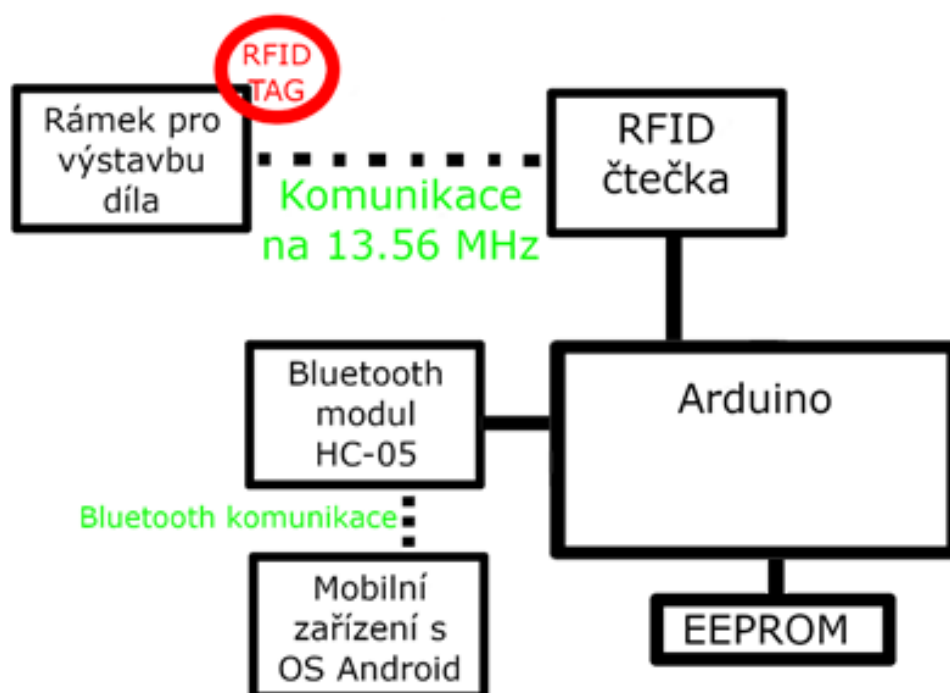 RFID
TAG
Rámek pro
výstavbu
díla
Komunikace
na 13.56 MHz
RFID
čtečka
Bluetooth
modul
HC-05
Arduino
Bluetooth komunikace
Mobilní
zařízení s
OS Android
EEPROM